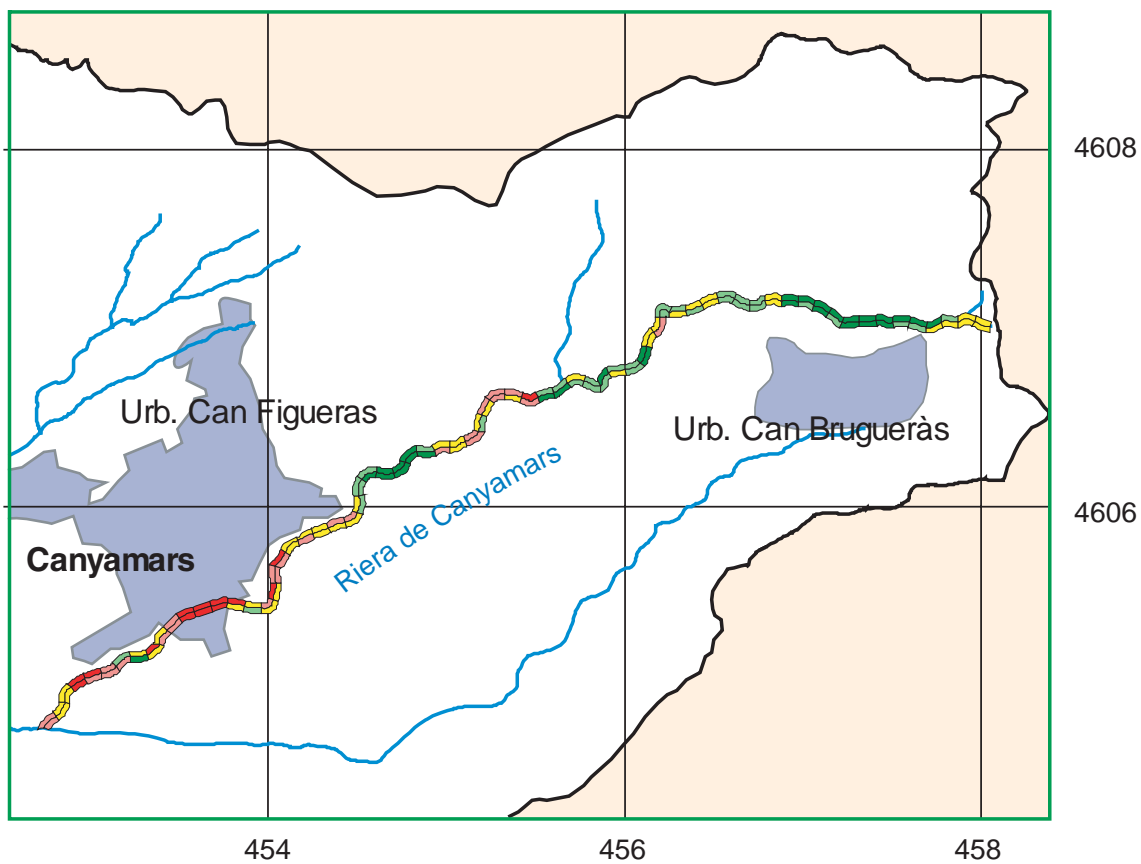 4608
Urb. Can Figueras
Urb. Can Brugueràs
Riera de Canyamars
4606
Canyamars
454
456
458